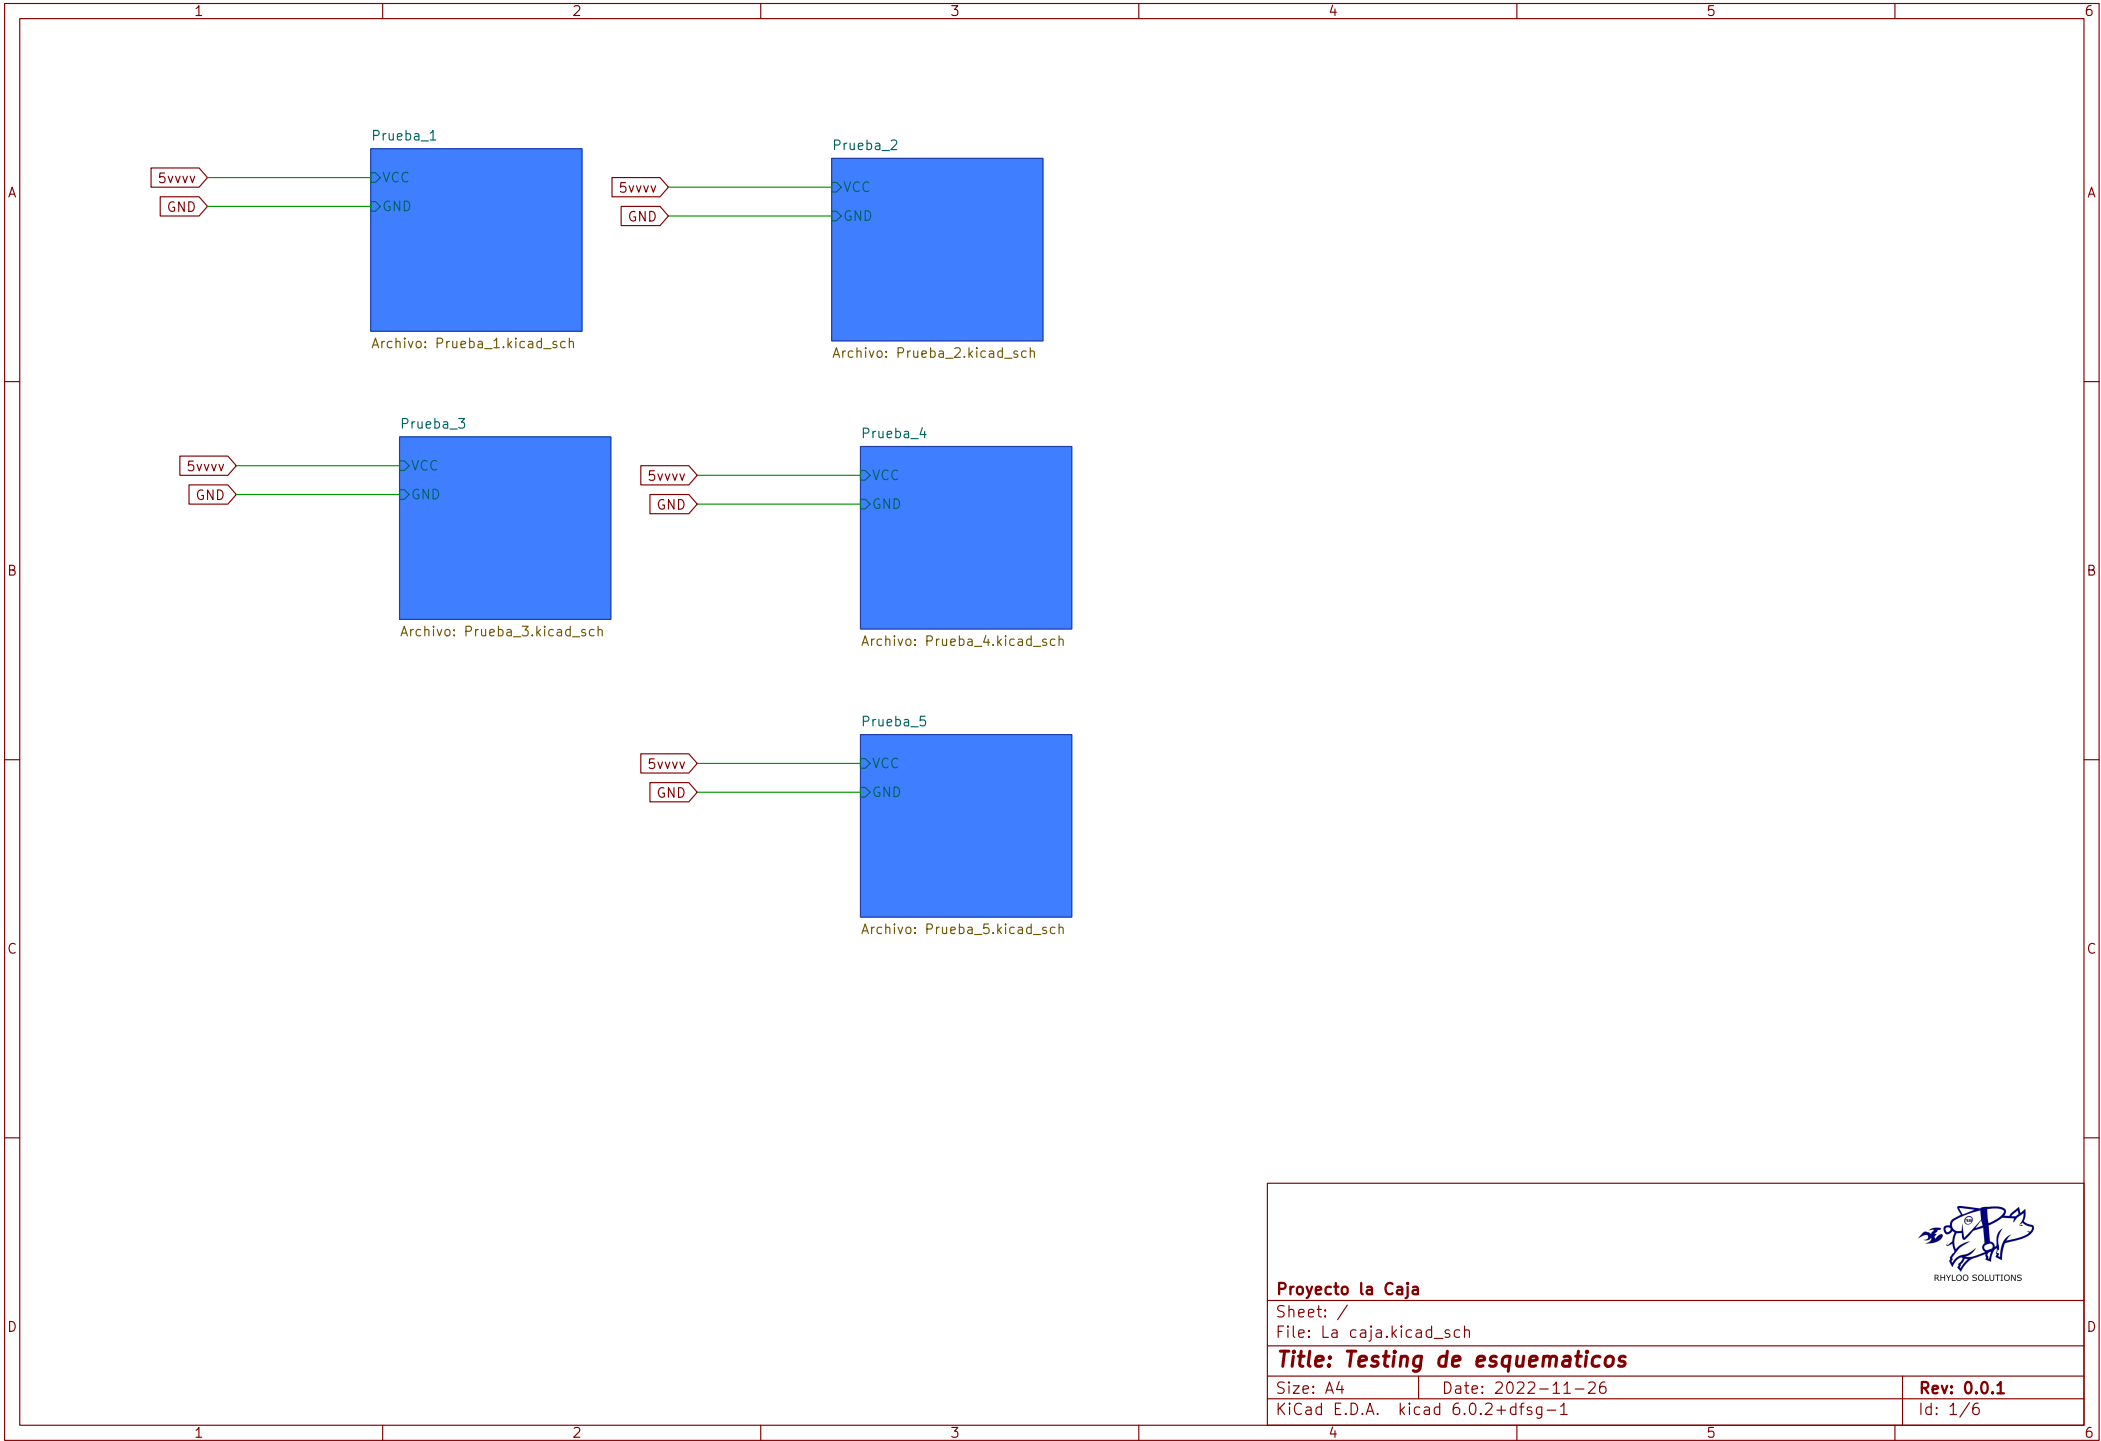 1 2 3 4 5 6
A A
Prueba_1
5vvvv VCC
GND GND
Archivo: Prueba_1.kicad_sch
Prueba_2
5vvvv VCC
GND GND
Archivo: Prueba_2.kicad_sch
Prueba_3
5vvvv VCC
GND GND
Archivo: Prueba_3.kicad_sch
Prueba_4
5vvvv VCC
GND GND
Archivo: Prueba_4.kicad_sch
B B
Prueba_5
5vvvv VCC
GND GND
Archivo: Prueba_5.kicad_sch
C C
RHYLOO SOLUTIONS
Proyecto la Caja
Sheet: /
File: La caja.kicad_sch
D D
Title: Testing de esquematicos
Size: A4 Date: 2022-11-26 Rev: 0.0.1
KiCad E.D.A. kicad 6.0.2+dfsg-1 Id: 1/6
1 2 3 4 5 6